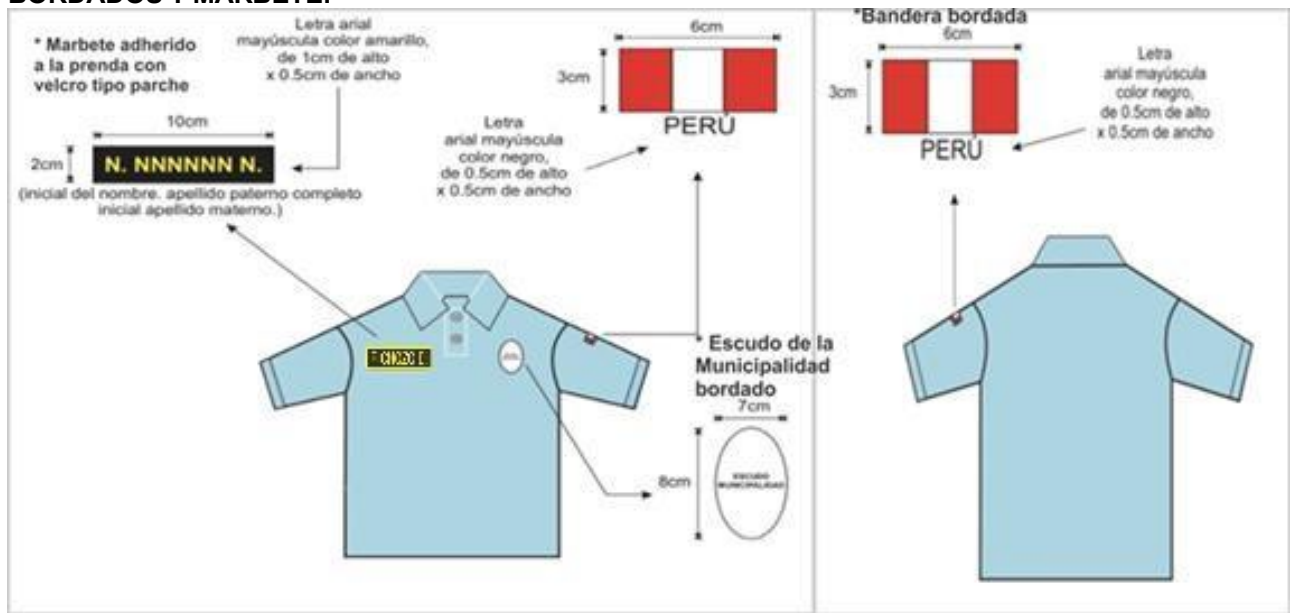 BORDADOS Y MARBETE:
* Marbete adherido
a la prenda con
velcro tipo parche
Letra arial
mayúscula color amarillo,
de 1cm de alto
x 0.5cm de ancho
10cm
2cm
N. NNNNNN N.
(inicial del nombre. apellido paterno completo
inicial apellido materno.)
6cm
3cm
PERÚ
Letra
arial mayúscula
color negro,
de 0.5cm de alto
x 0.5cm de ancho
* Escudo de la
Municipalidad
bordado
7cm
8cm
ESCUDO
MUNICIPALIDAD
*Bandera bordada
6cm
3cm
PERÚ
Letra
arial mayúscula
color negro,
de 0.5cm de alto
x 0.5cm de ancho